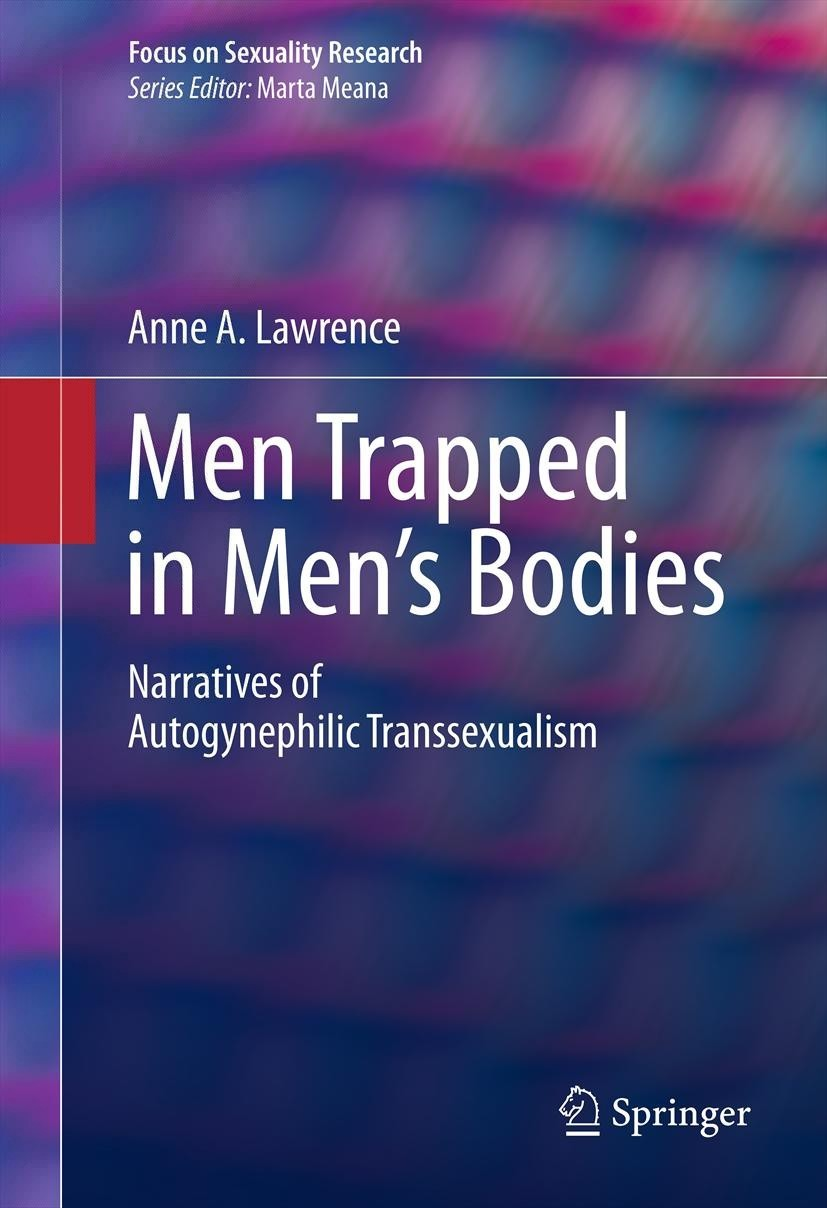 Focus on Sexuality Research
Series Editor: Marta Meana
Anne A. Lawrence
Men Trapped
in Men’s Bodies
Narratives of
Autogynephilic Transsexualism
Springer